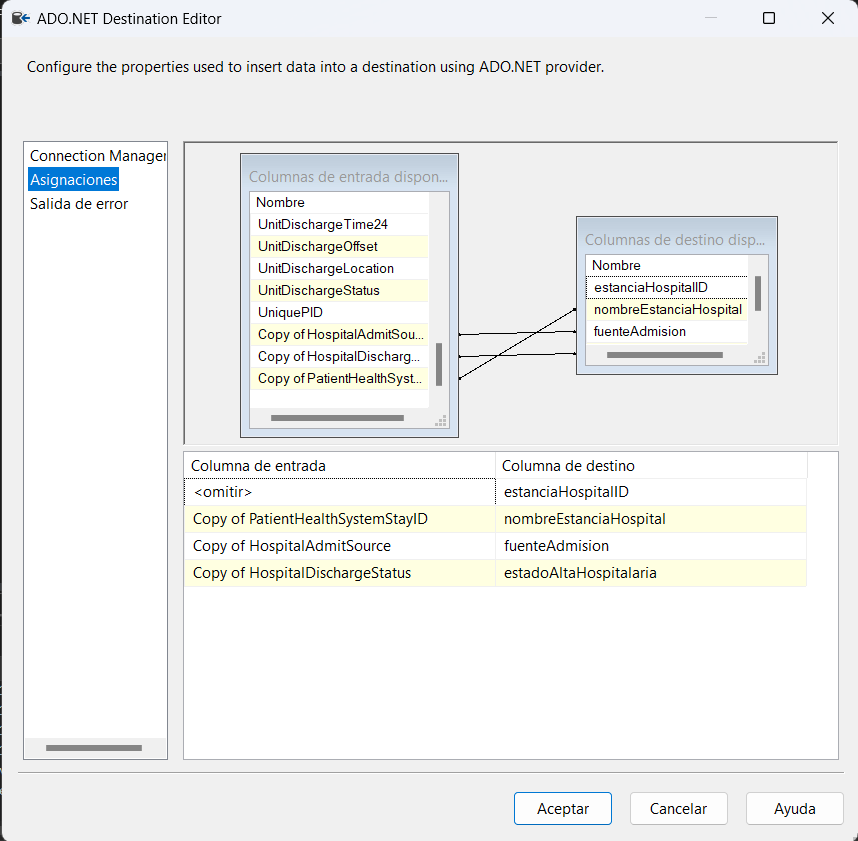 ADO.NET Destination Editor
Configure the properties used to insert data into a destination using ADO.NET provider.
Connection Manager
Asignaciones
Salida de error
Columnas de entrada dispon...
Nombre
UnitDischargeTime24
UnitDischargeOffset
UnitDischargeLocation
UnitDischargeStatus
UniquePID
Copy of HospitalAdmitSou...
Copy of HospitalDischarg...
Copy of PatientHealthSyst...
Columnas de destino disp...
Nombre
estanciaHospitalID
nombreEstanciaHospital
fuenteAdmision
Columna de entrada Columna de destino
<omitir> estanciaHospitalID
Copy of PatientHealthSystemStayID nombreEstanciaHospital
Copy of HospitalAdmitSource fuenteAdmision
Copy of HospitalDischargeStatus estadoAltaHospitalaria
Aceptar Cancelar Ayuda